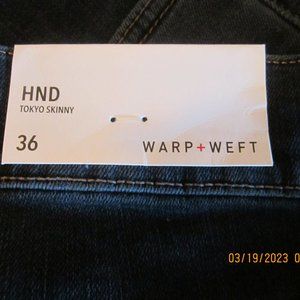 HND
TOKYO SKINNY
36
WARP+WEFT
03/19/2023